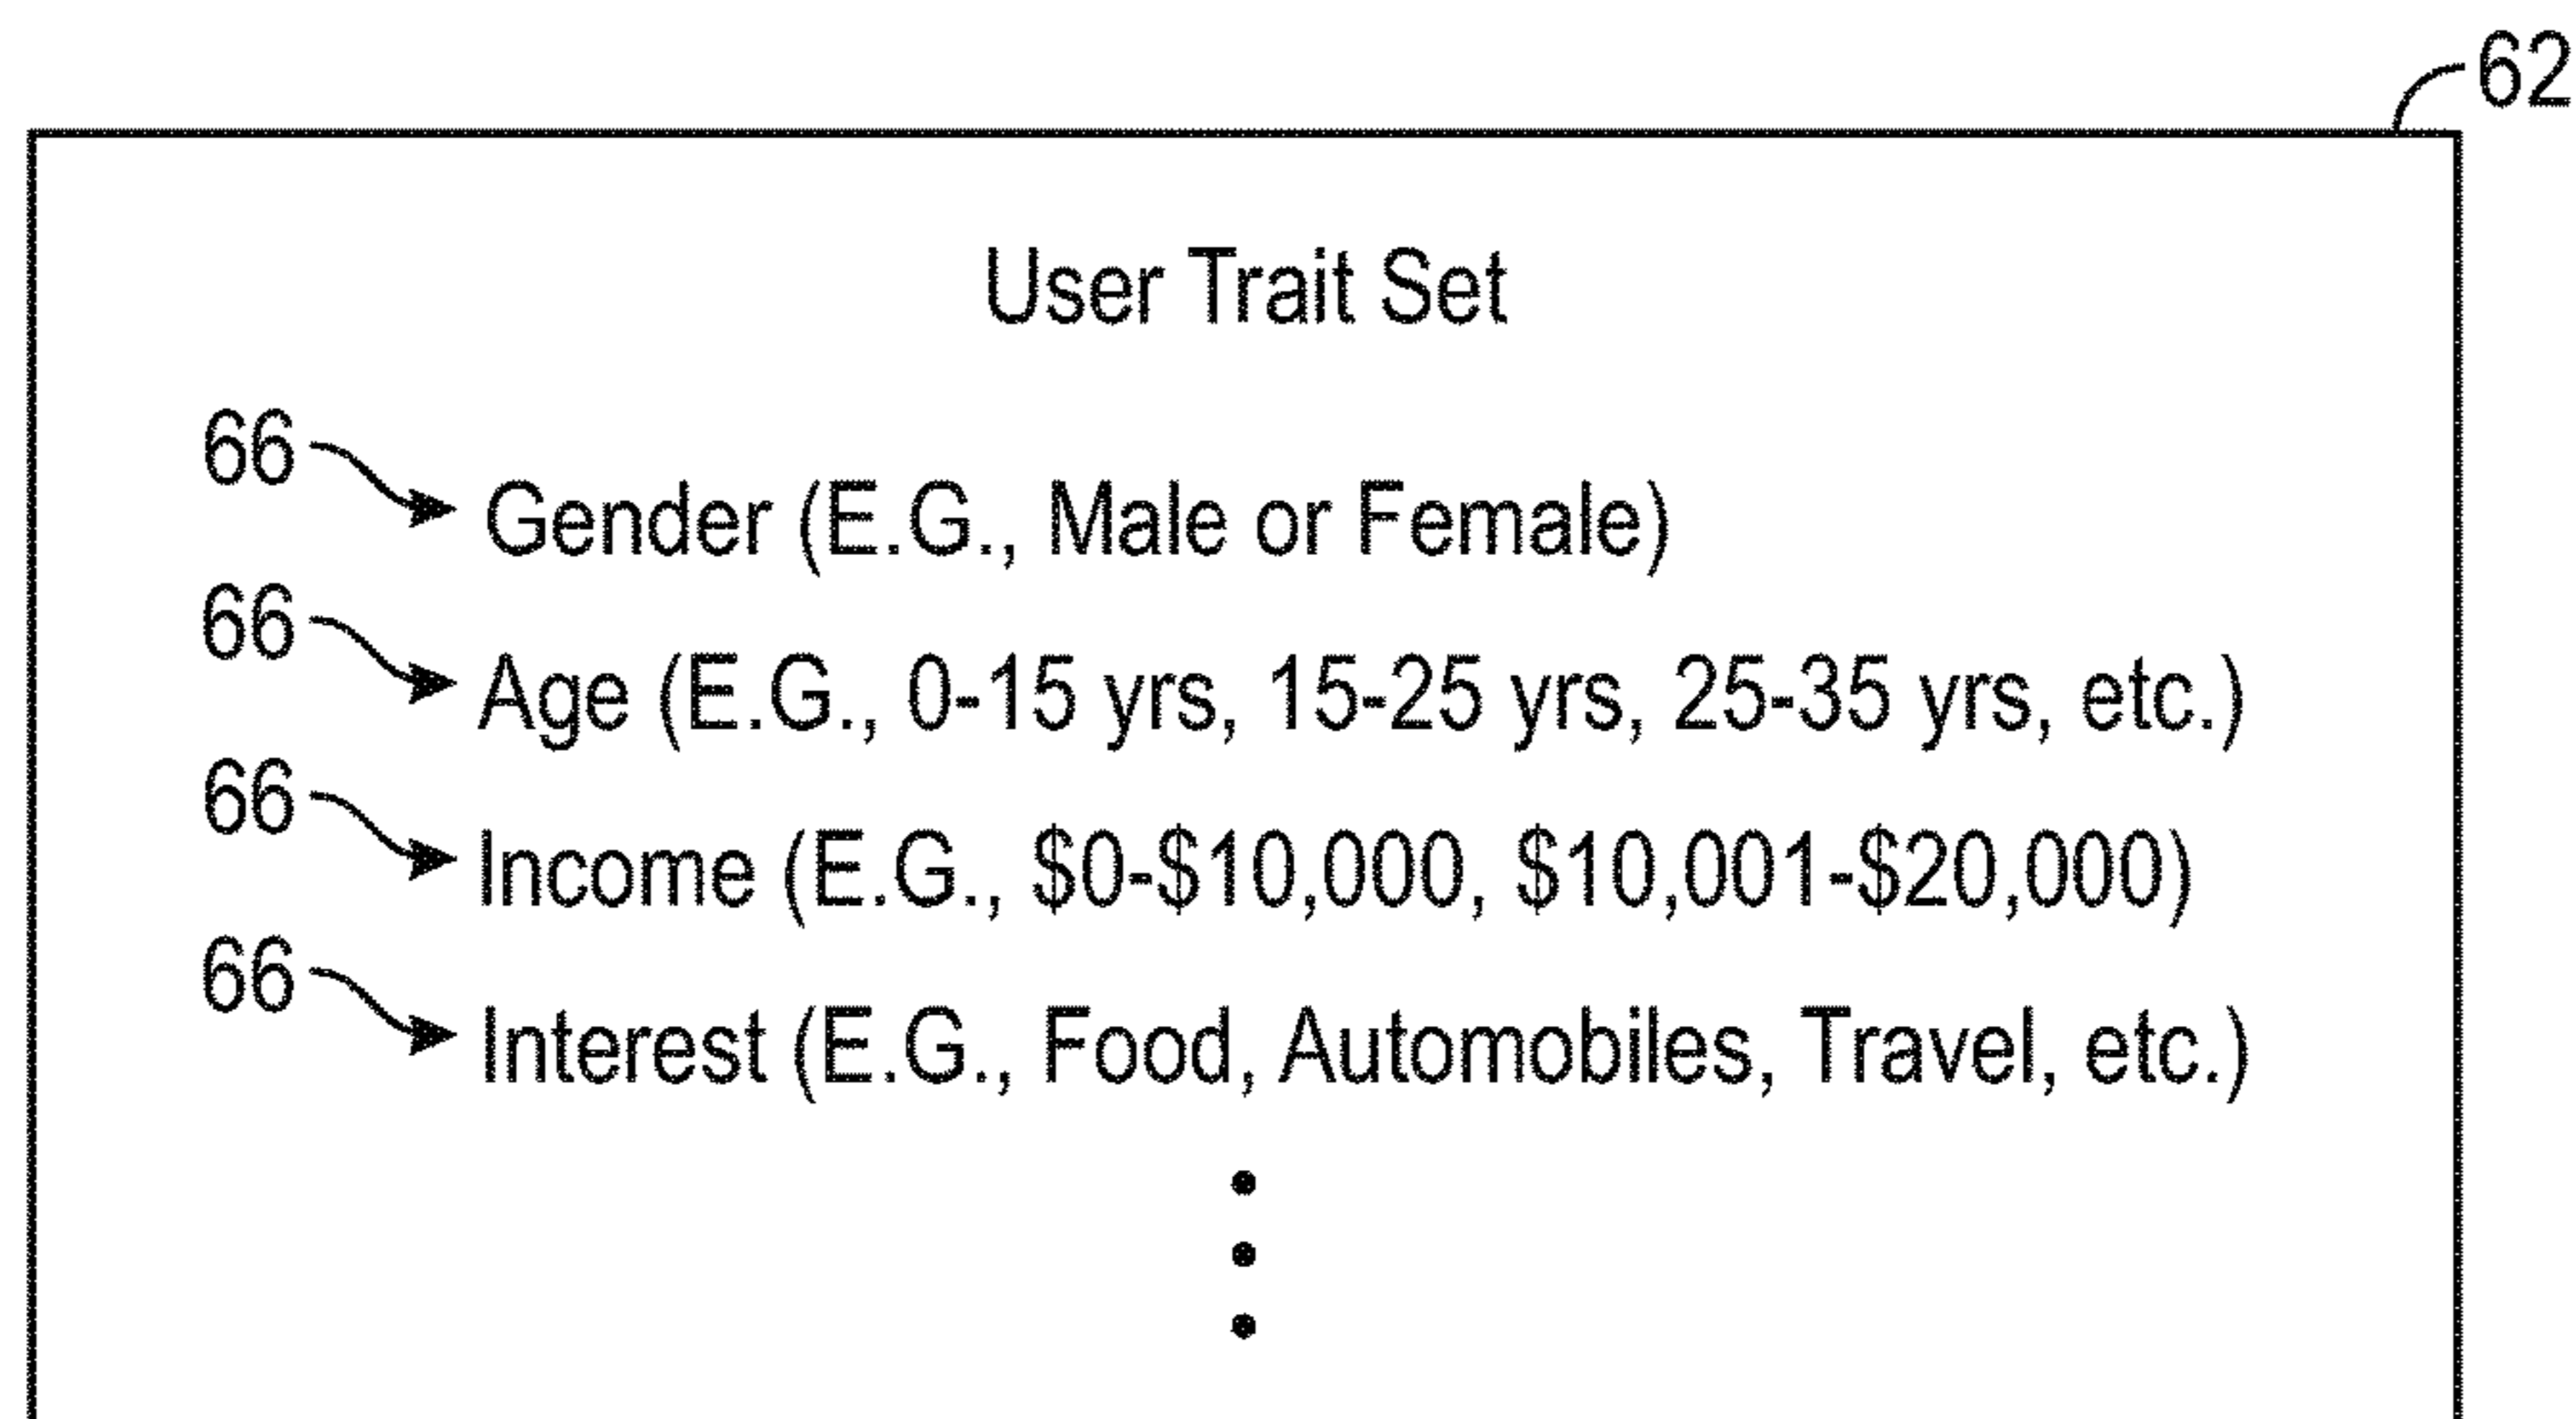 62
User Trait Set
66
Gender (E.G., Male or Female)
66
Age (E.G., 0-15 yrs, 15-25 yrs, 25-35 yrs, etc.)
66
Income (E.G., $0-$10,000, $10,001-$20,000)
66
Interest (E.G., Food, Automobiles, Travel, etc.)